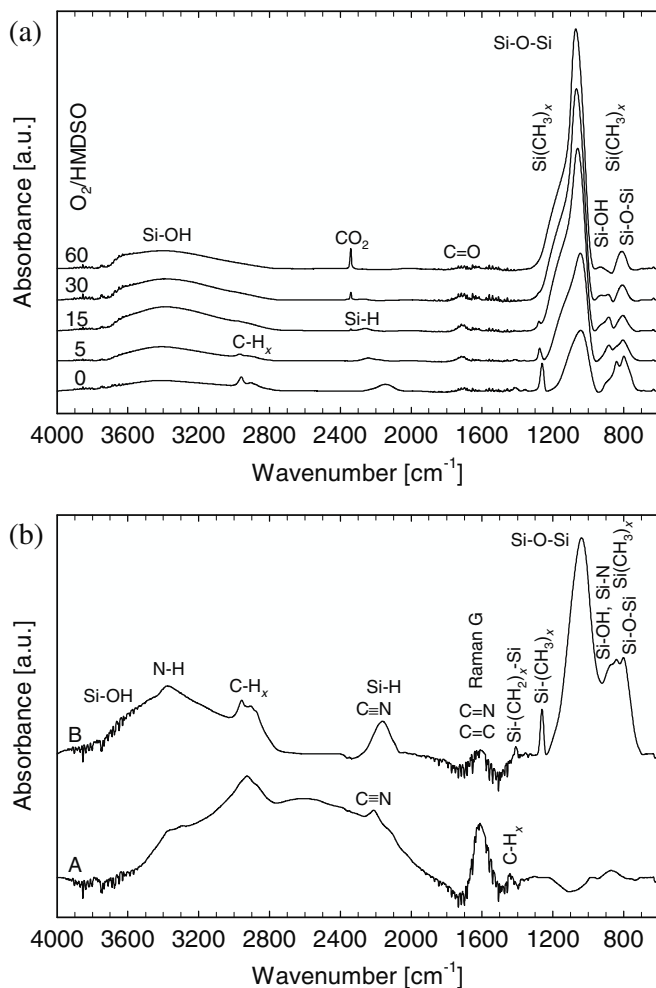 (a)
Absorbance [a.u.]
O₂/HMDSO
60
30
15
5
0
Si-OH
C-Hₓ
CO₂
Si-H
C=O
Si-O-Si
Si(CH₃)ₓ
Si(CH₃)ₓ
Si-OH
Si-O-Si
4000 3600 3200 2800 2400 2000 1600 1200 800
Wavenumber [cm⁻¹]
(b)
Absorbance [a.u.]
B
A
Si-OH
N-H
C-Hₓ
Si-H
C≡N
C≡N
Raman G
C=N
C=C
C-Hₓ
Si-(CH₂)ₓ-Si
Si-(CH₃)ₓ
Si-O-Si
Si-OH, Si-N
Si(CH₃)ₓ
Si-O-Si
4000 3600 3200 2800 2400 2000 1600 1200 800
Wavenumber [cm⁻¹]